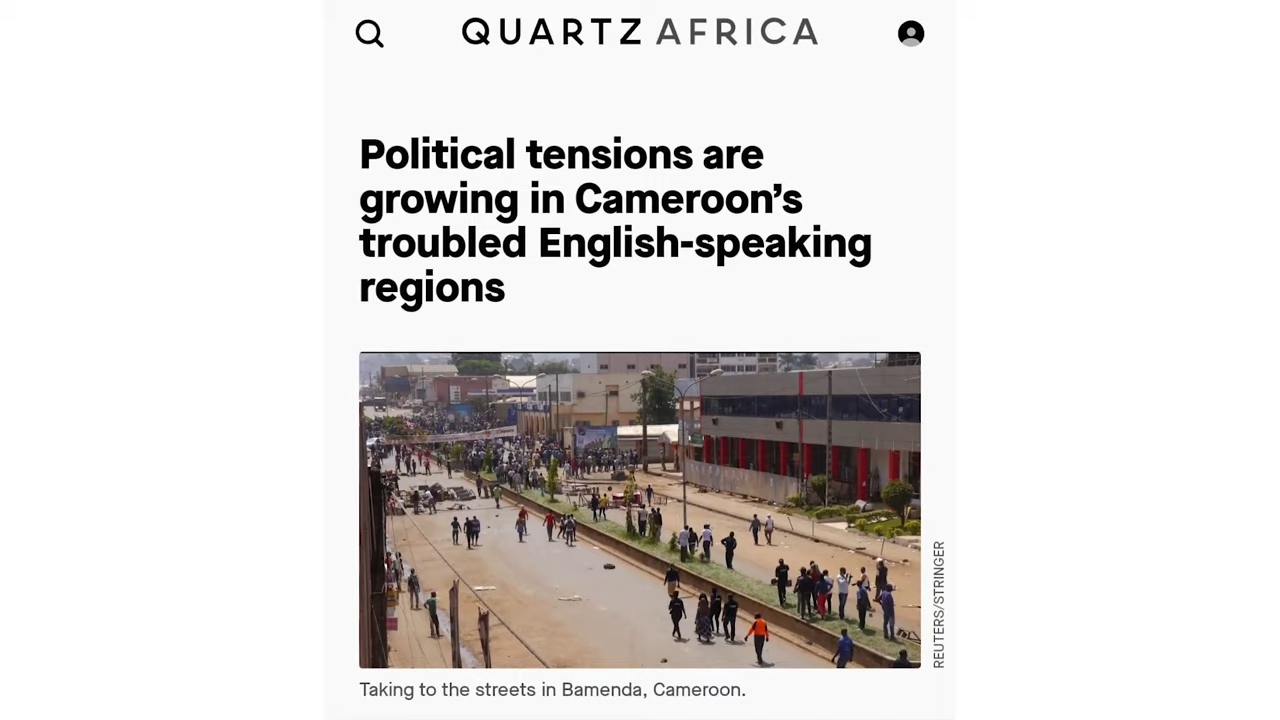 QUARTZ AFRICA
Political tensions are
growing in Cameroon’s
troubled English-speaking
regions
REUTERS/STRINGER
Taking to the streets in Bamenda, Cameroon.